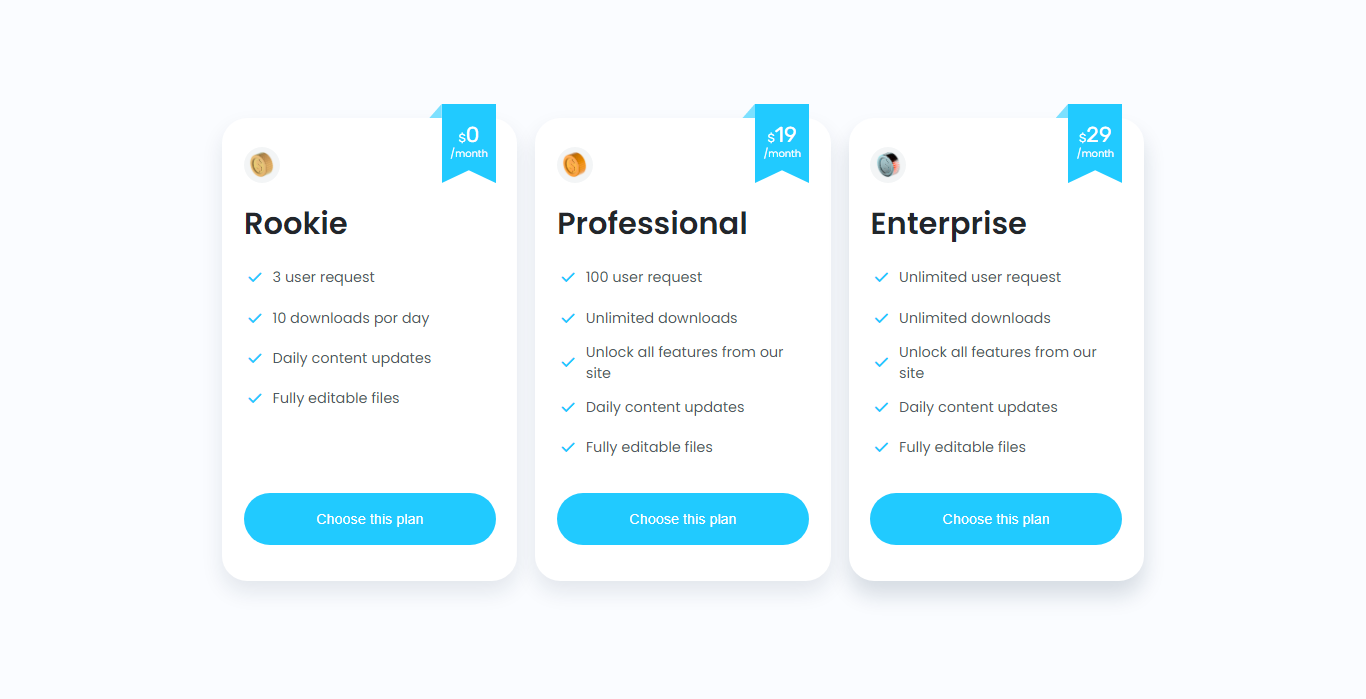 $0
/month
Rookie
3 user request
10 downloads por day
Daily content updates
Fully editable files
Choose this plan
$19
/month
Professional
100 user request
Unlimited downloads
Unlock all features from our
site
Daily content updates
Fully editable files
Choose this plan
$29
/month
Enterprise
Unlimited user request
Unlimited downloads
Unlock all features from our
site
Daily content updates
Fully editable files
Choose this plan